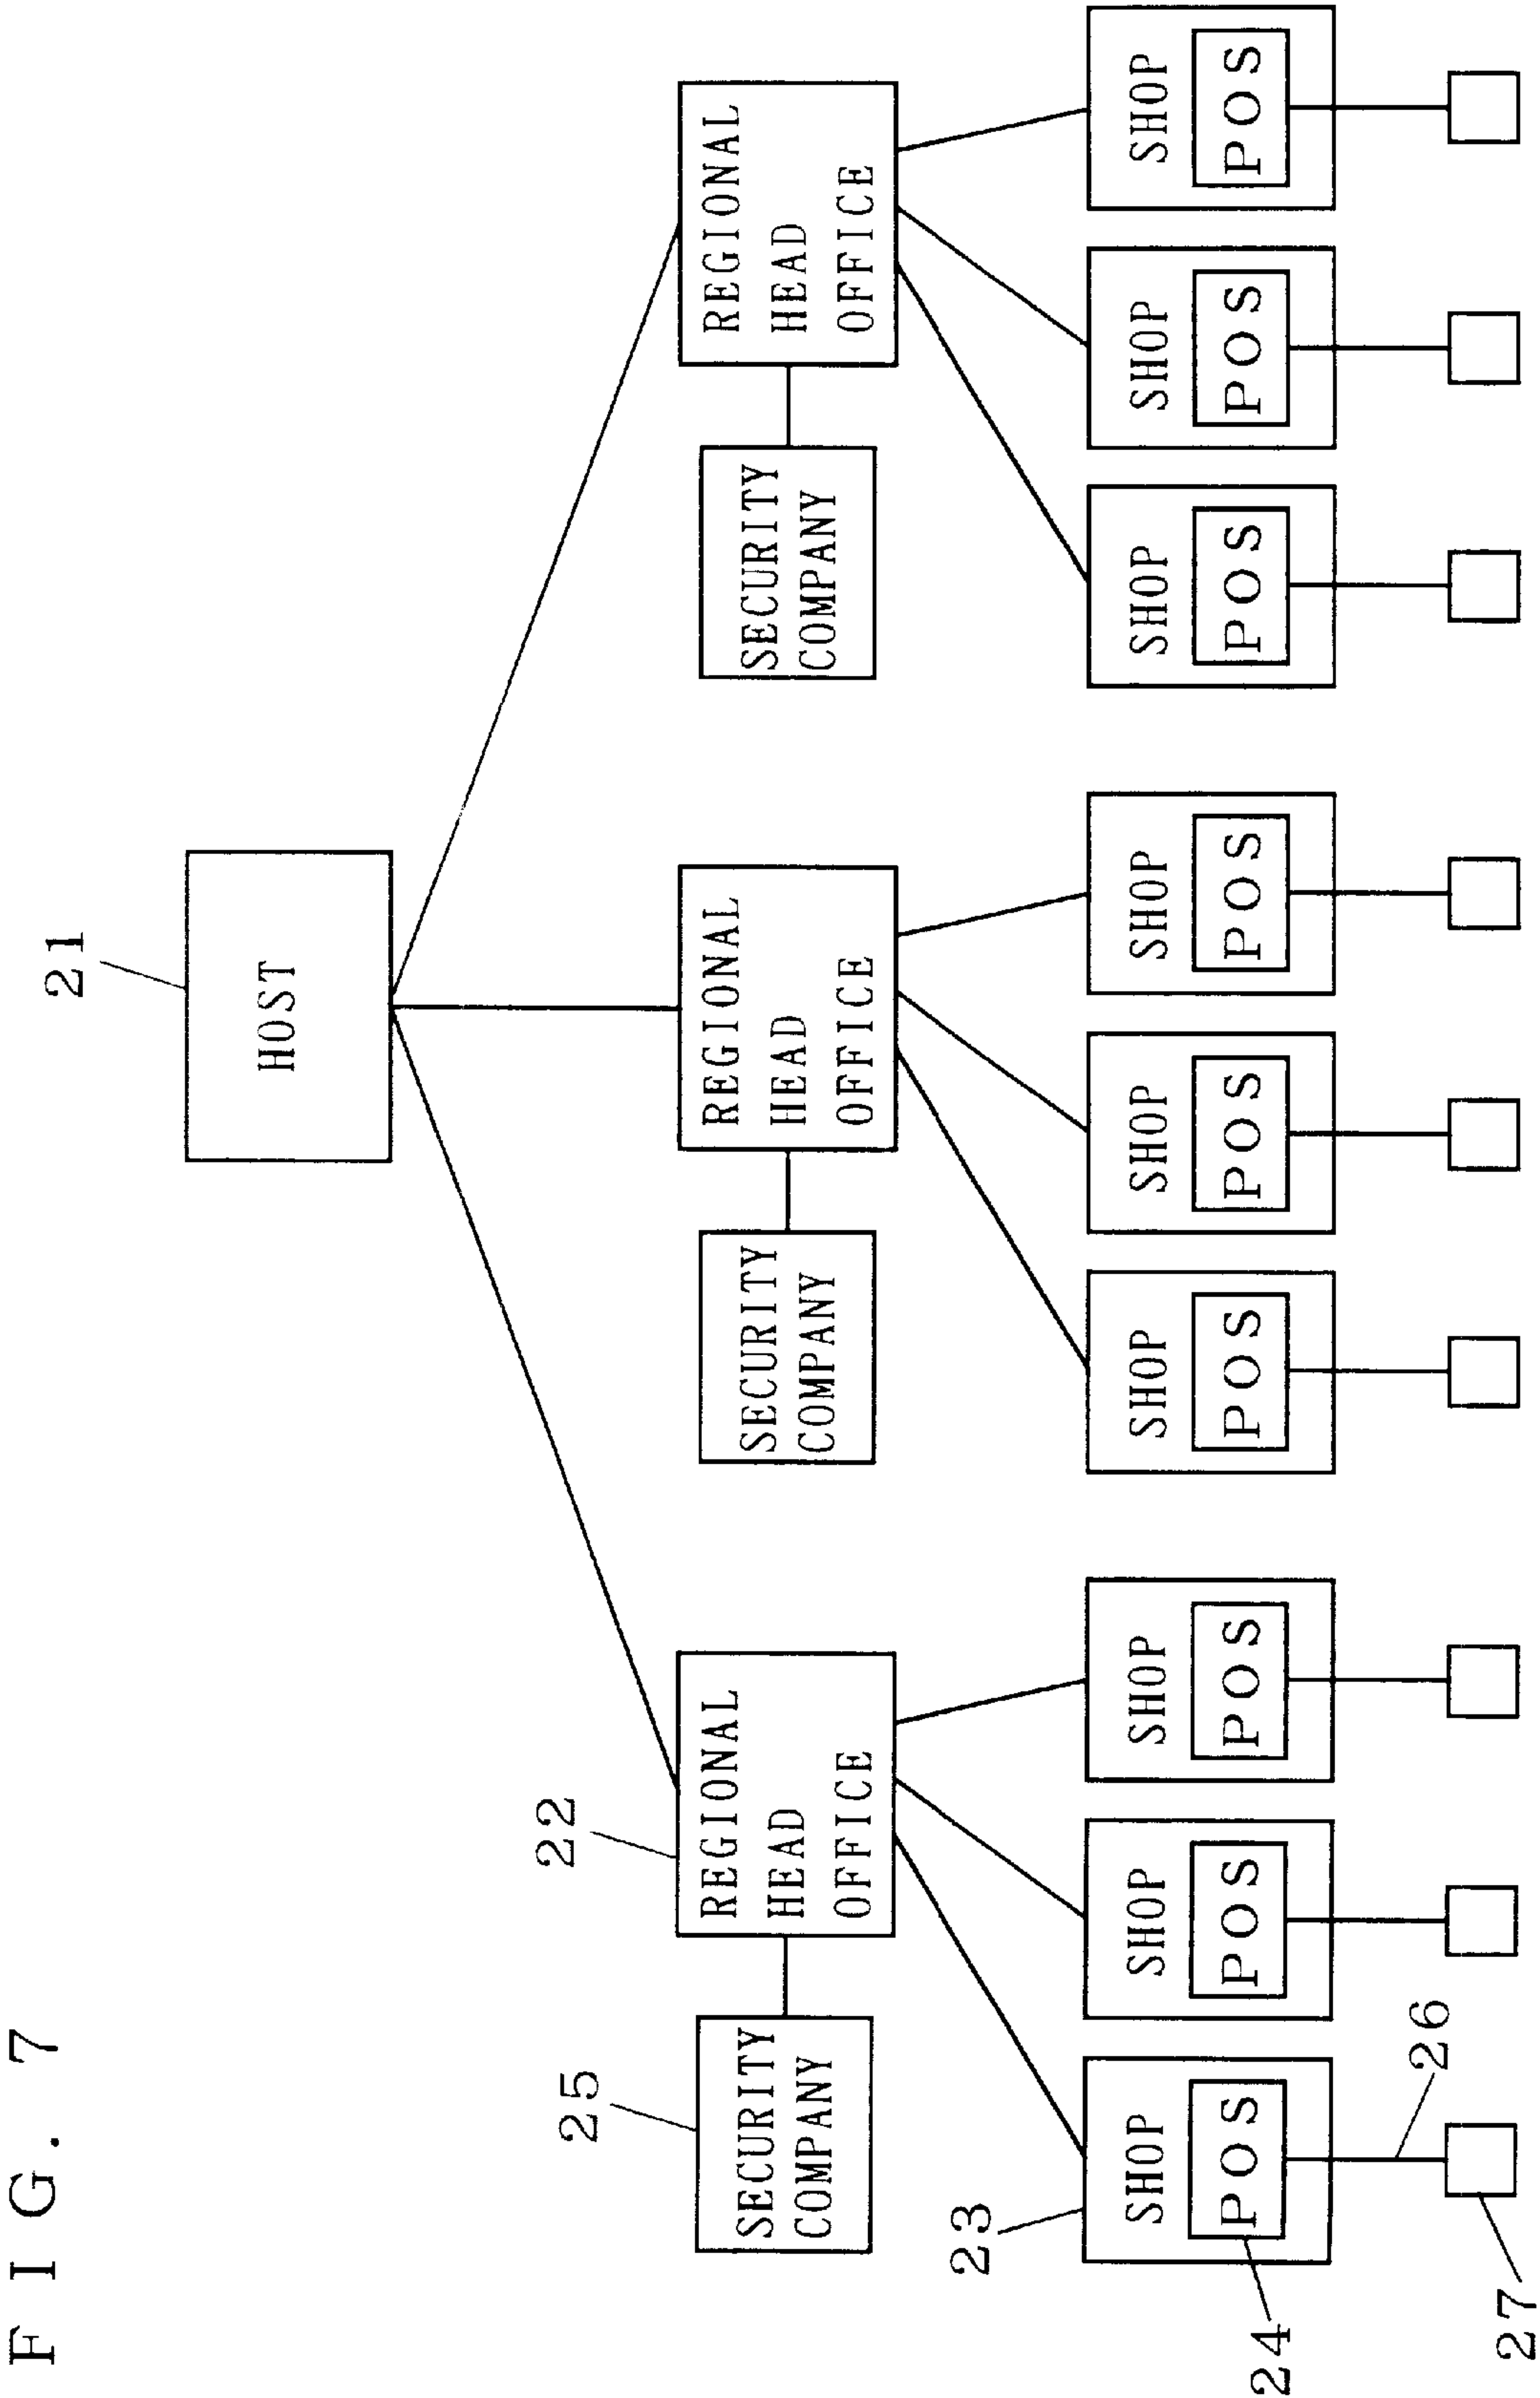 F I G . 7
21
HOST
22
25
SECURITY
COMPANY
REGIONAL
HEAD
OFFICE
SECURITY
COMPANY
REGIONAL
HEAD
OFFICE
SECURITY
COMPANY
REGIONAL
HEAD
OFFICE
23
SHOP
POS
SHOP
POS
SHOP
POS
SHOP
POS
SHOP
POS
SHOP
POS
SHOP
POS
SHOP
POS
SHOP
POS
24
26
27